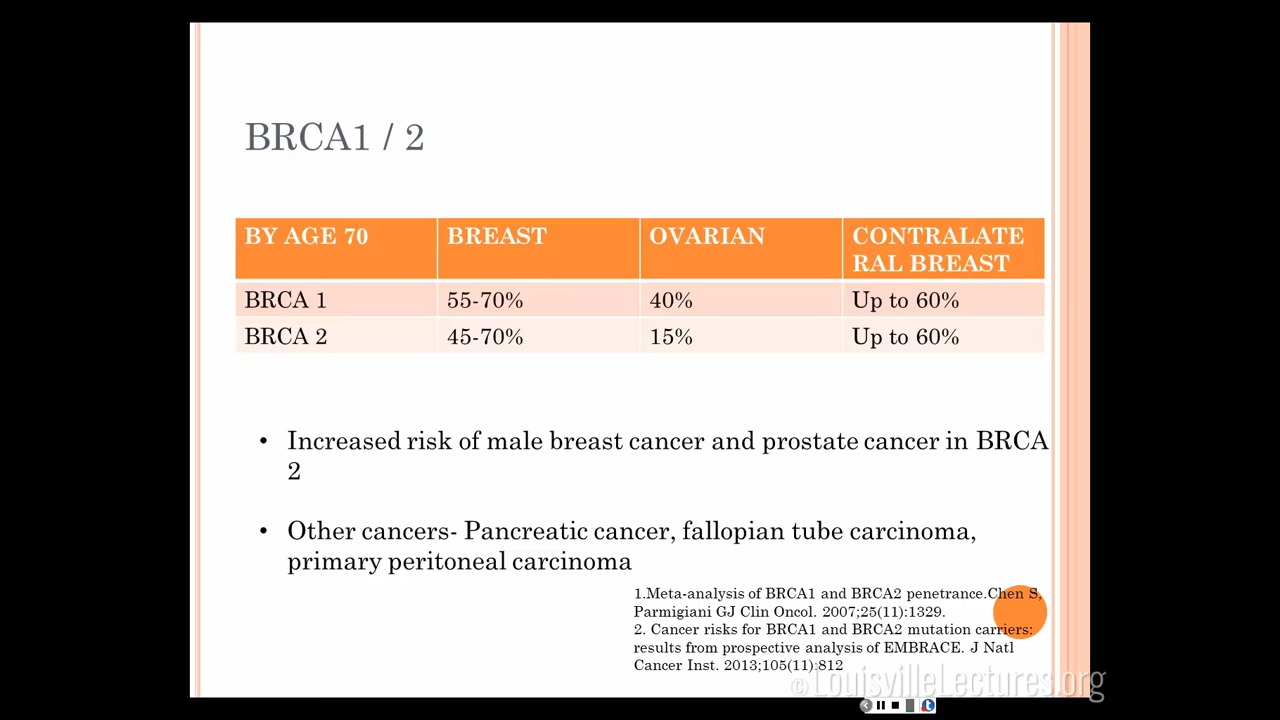 BRCA1 / 2
BY AGE 70 BREAST OVARIAN CONTRALATE
RAL BREAST
BRCA 1 55-70% 40% Up to 60%
BRCA 2 45-70% 15% Up to 60%
• Increased risk of male breast cancer and prostate cancer in BRCA
2
• Other cancers- Pancreatic cancer, fallopian tube carcinoma,
primary peritoneal carcinoma
1.Meta-analysis of BRCA1 and BRCA2 penetrance.Chen S,
Parmigiani GJ Clin Oncol. 2007;25(11):1329.
2. Cancer risks for BRCA1 and BRCA2 mutation carriers:
results from prospective analysis of EMBRACE. J Natl
Cancer Inst. 2013;105(11):812
©LouisvilleLectures.org